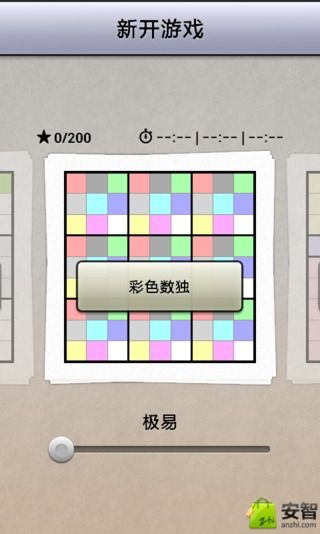 新开游戏
★ 0/200 --:-- | --:-- | --:--
彩色数独
极易
安智
anzhi.com